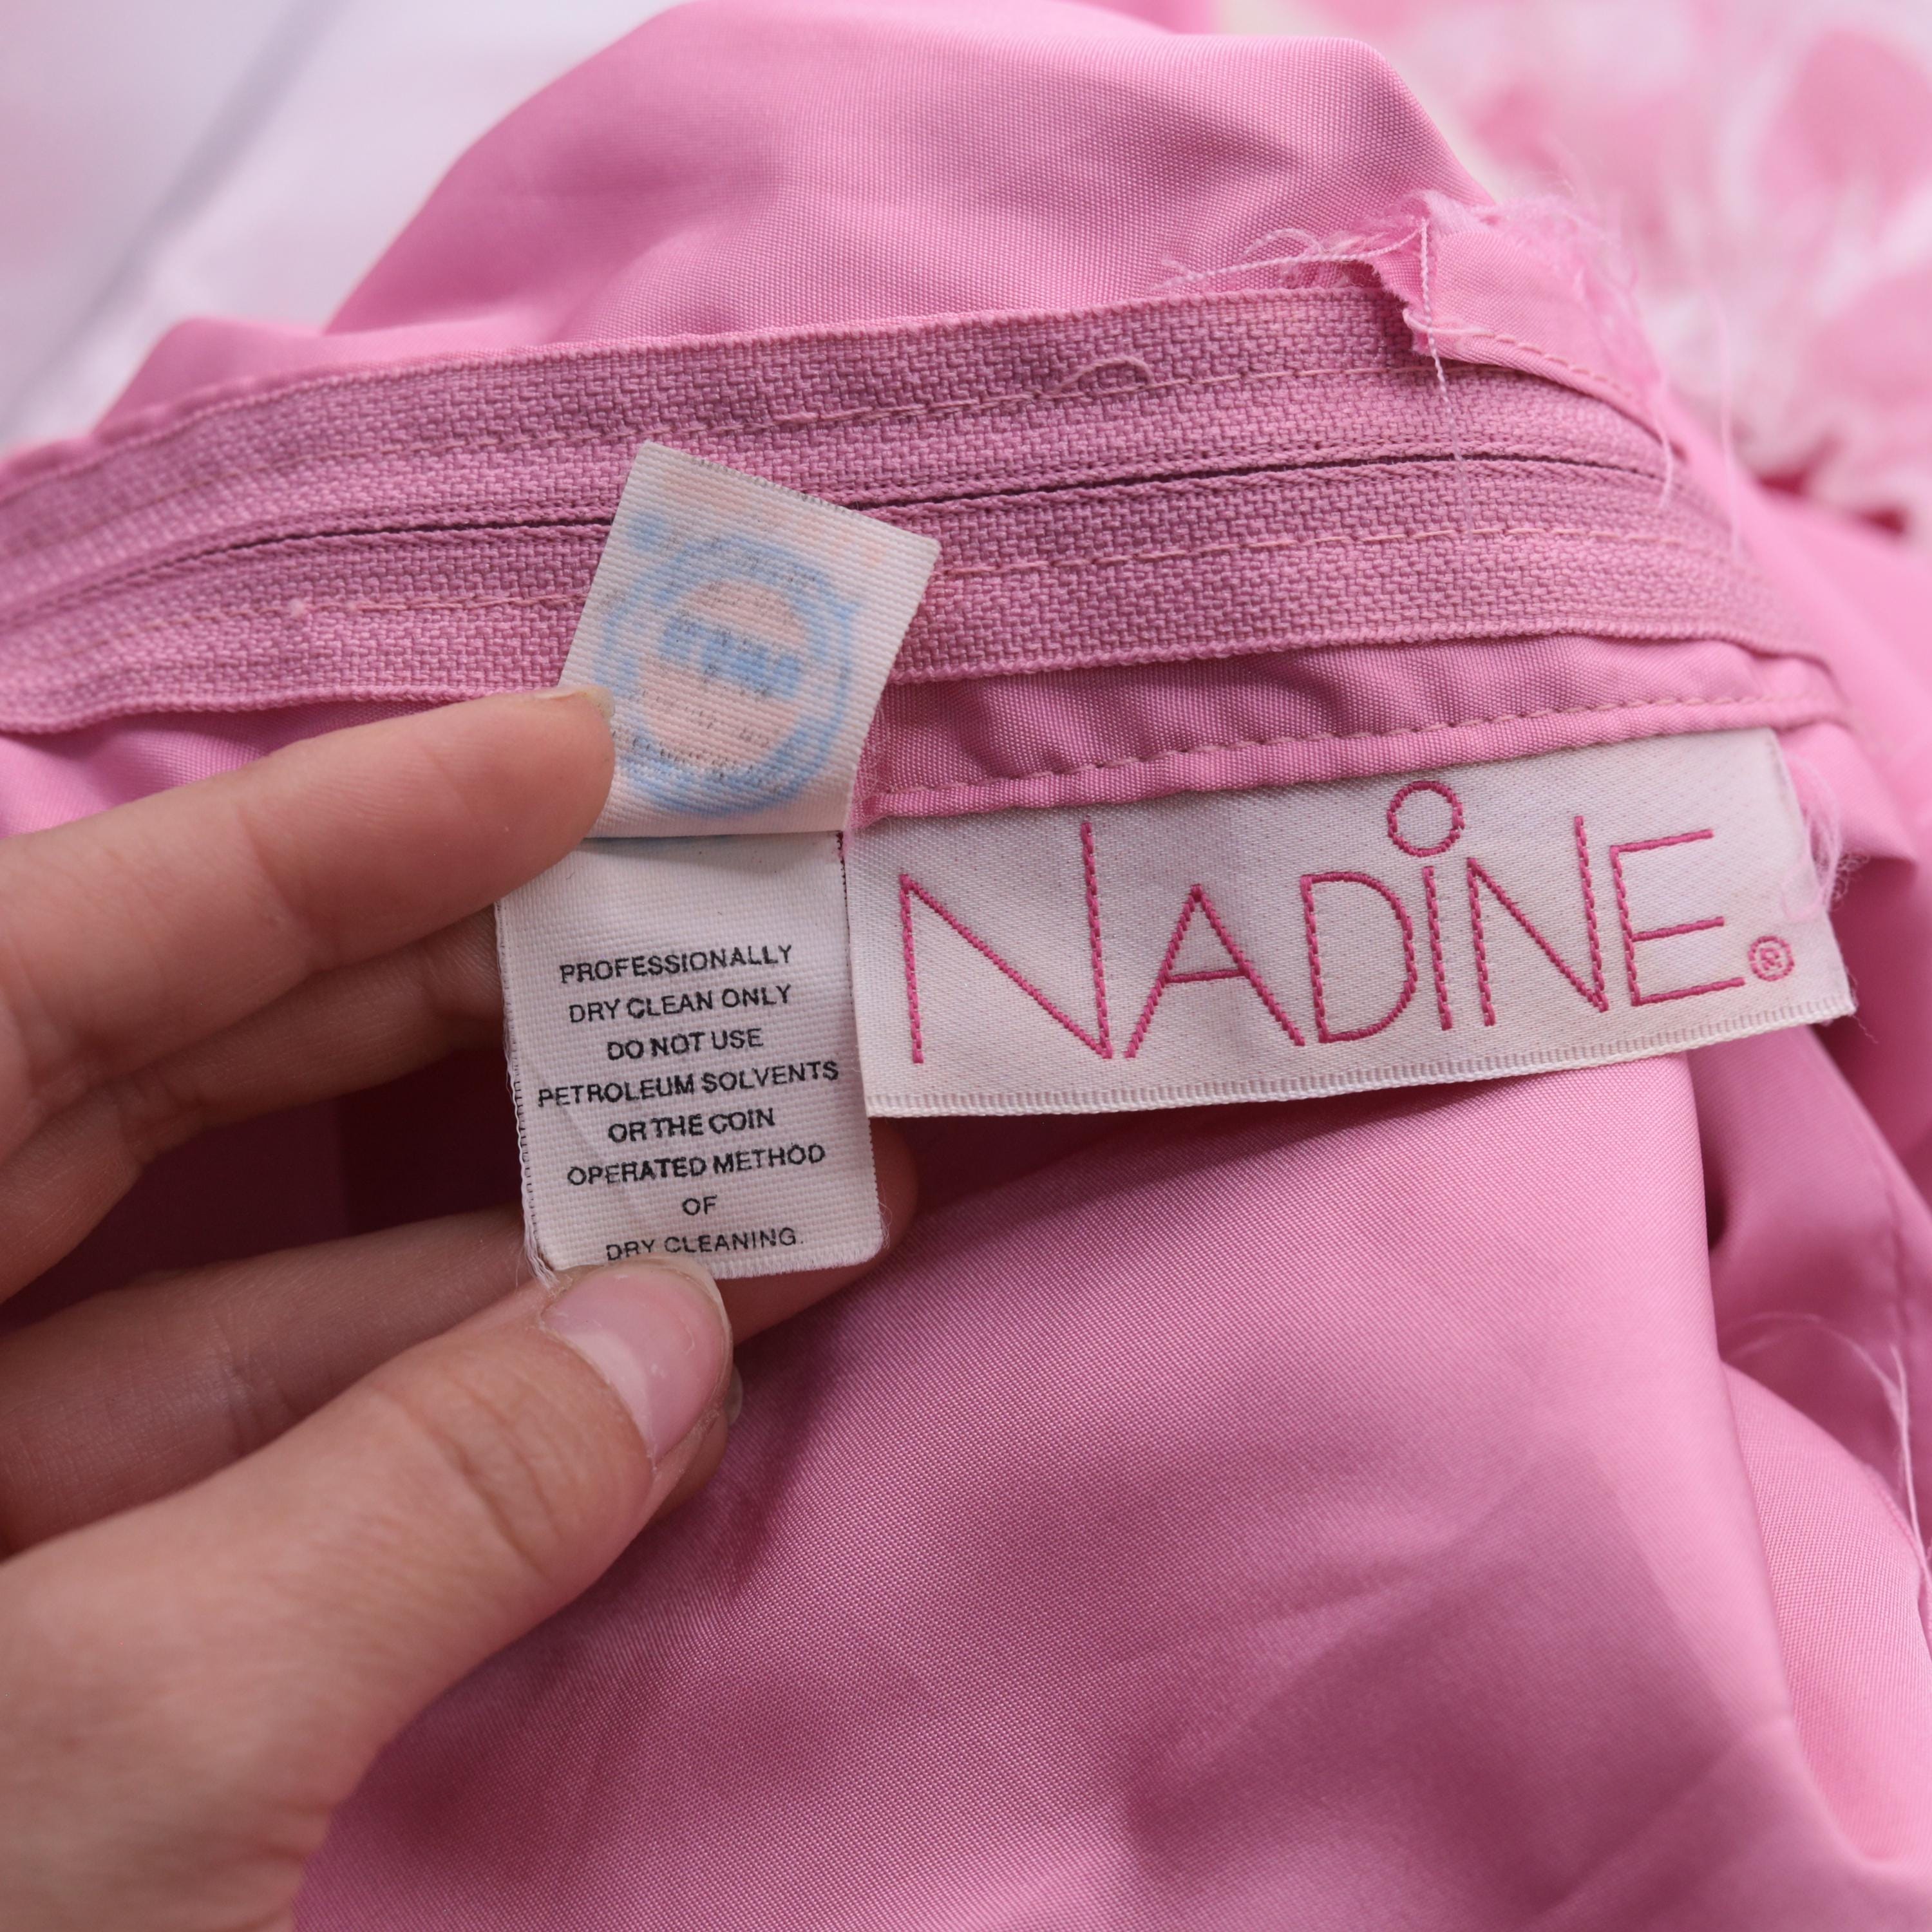 NADiNE®
PROFESSIONALLY
DRY CLEAN ONLY
DO NOT USE
PETROLEUM SOLVENTS
OR THE COIN
OPERATED METHOD
OF
DRY CLEANING.